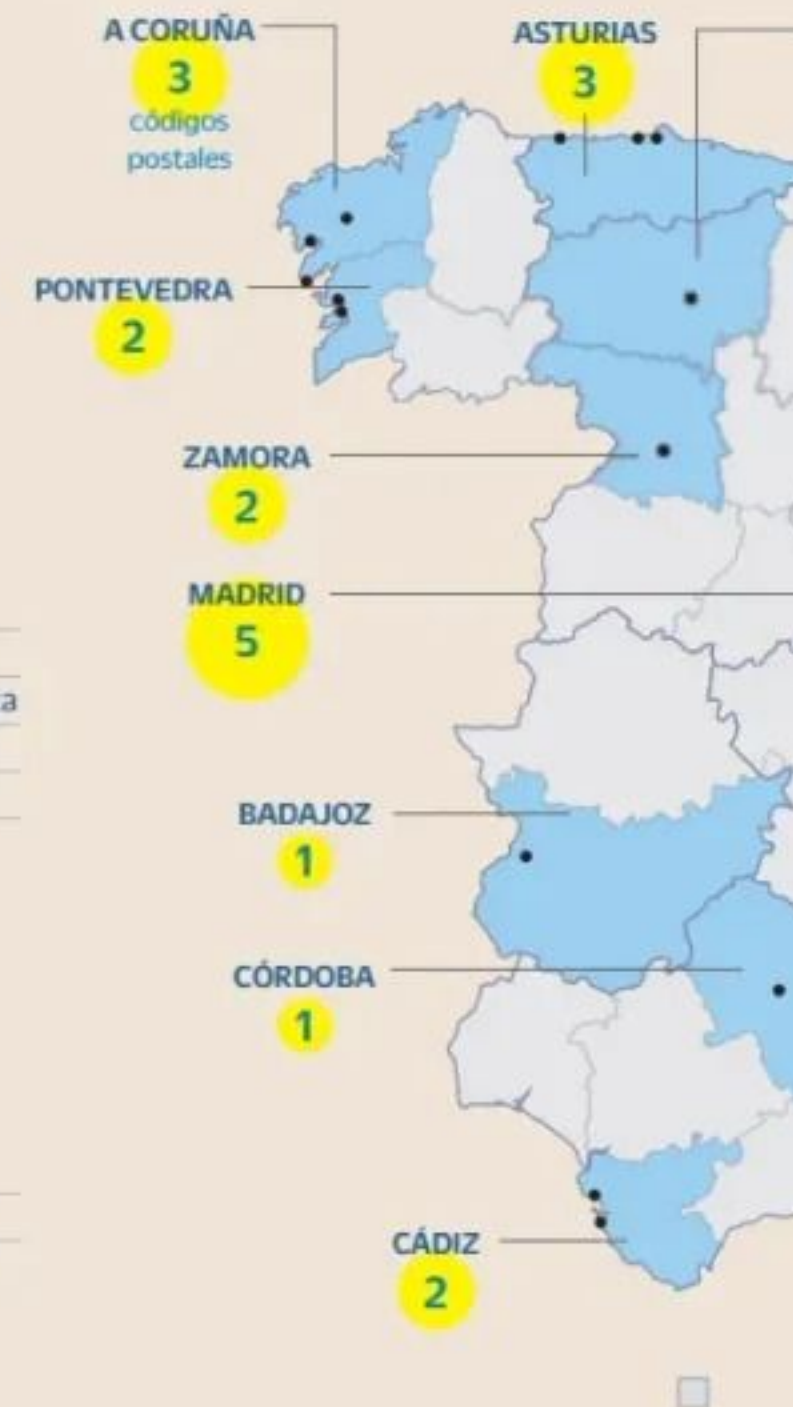 A CORUÑA
3
códigos
postales
ASTURIAS
3
PONTEVEDRA
2
ZAMORA
2
MADRID
5
a
BADAJOZ
1
CÓRDOBA
1
CÁDIZ
2